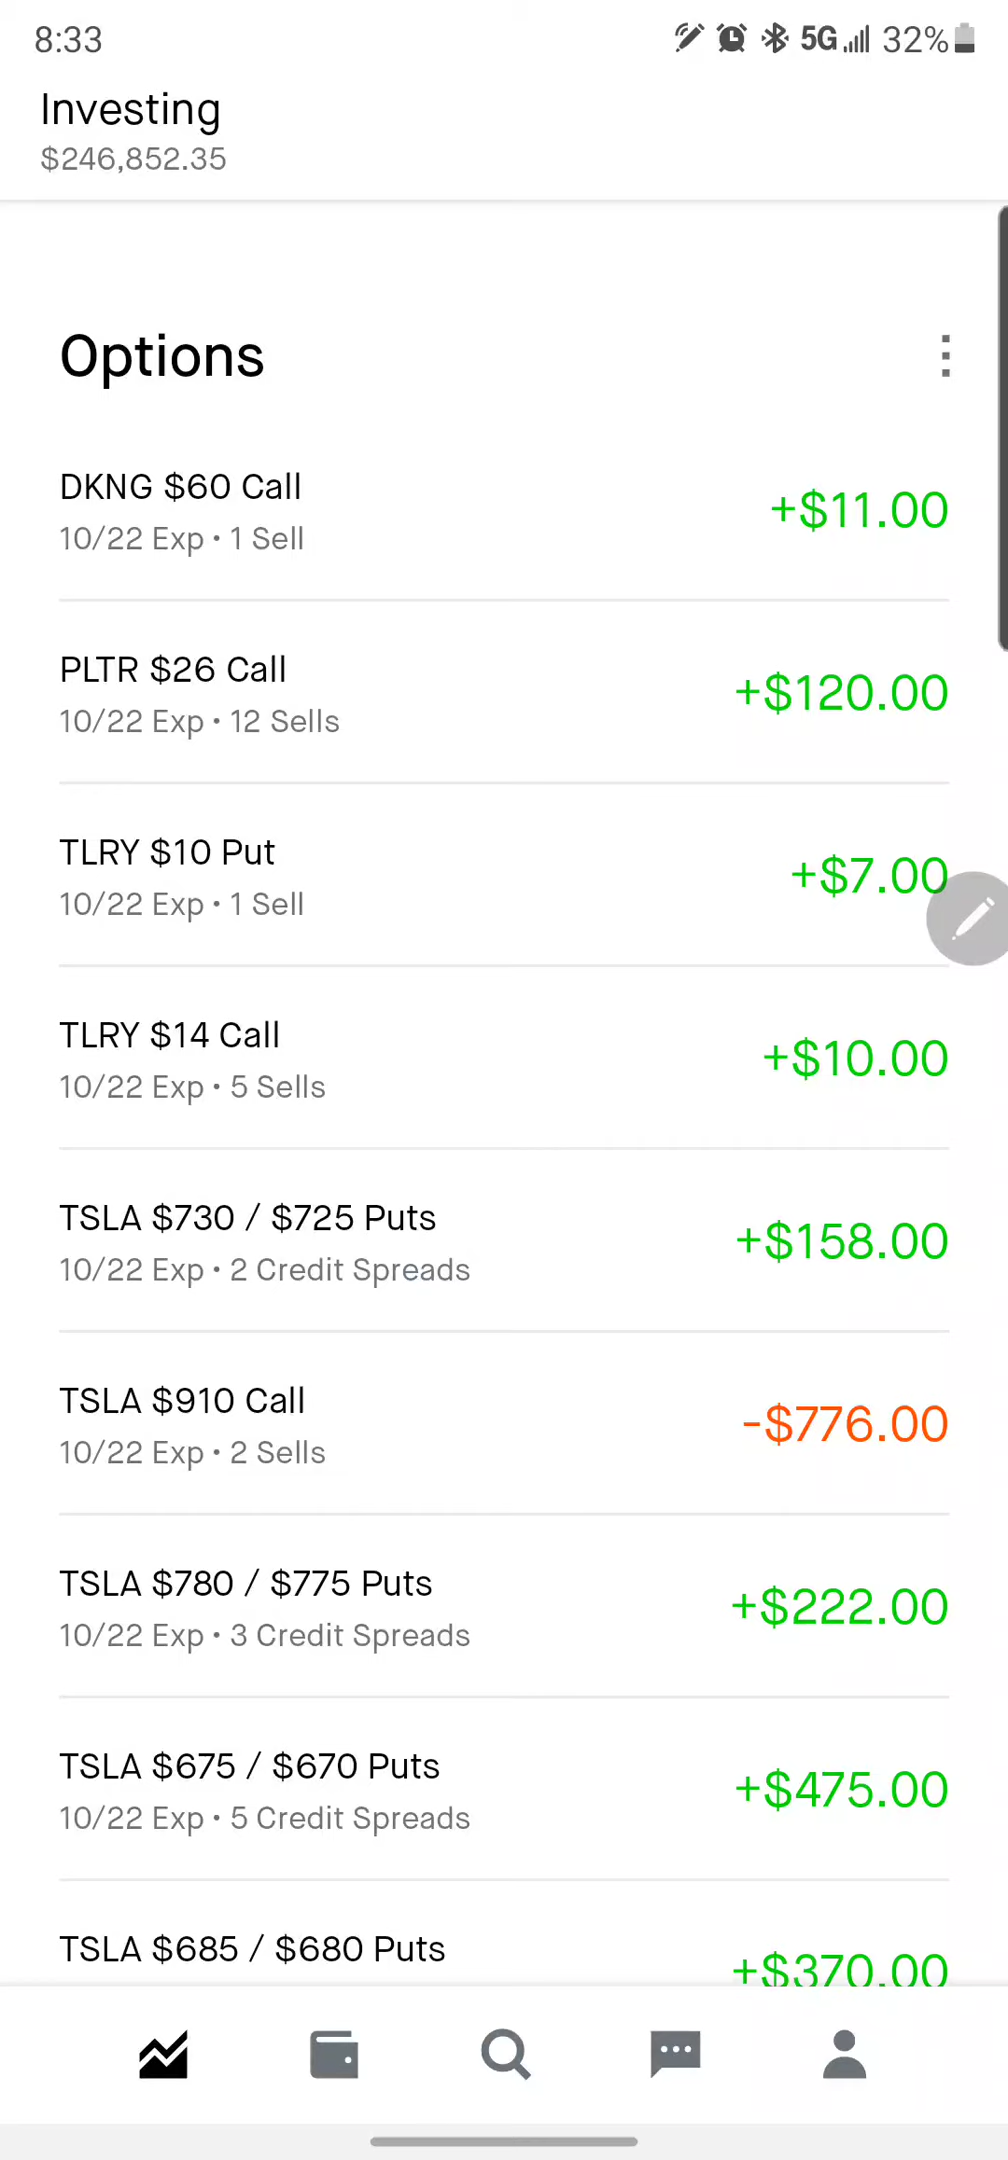 8:33
5G 32%
Investing
$246,852.35
Options
DKNG $60 Call
+$11.00
10/22 Exp • 1 Sell
PLTR $26 Call
+$120.00
10/22 Exp • 12 Sells
TLRY $10 Put
+$7.00
10/22 Exp • 1 Sell
TLRY $14 Call
+$10.00
10/22 Exp • 5 Sells
TSLA $730 / $725 Puts
+$158.00
10/22 Exp • 2 Credit Spreads
TSLA $910 Call
-$776.00
10/22 Exp • 2 Sells
TSLA $780 / $775 Puts
+$222.00
10/22 Exp • 3 Credit Spreads
TSLA $675 / $670 Puts
+$475.00
10/22 Exp • 5 Credit Spreads
TSLA $685 / $680 Puts
+$370.00